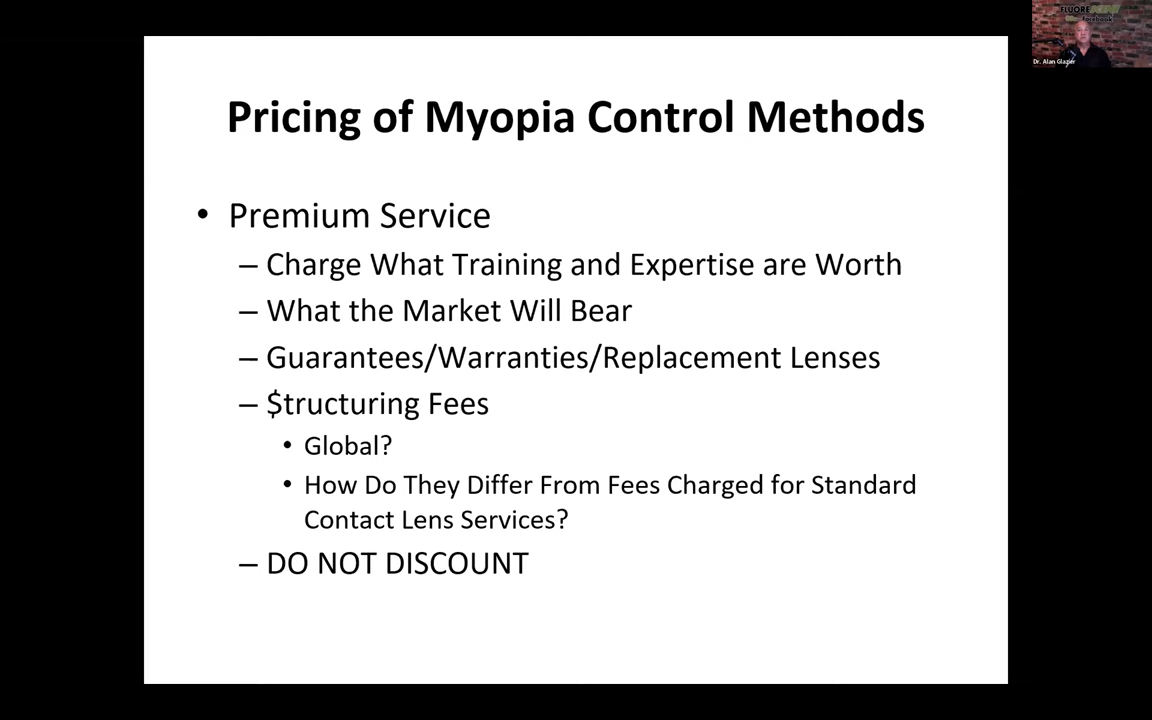 FLUORE
facebook
Dr. Alan Glazier
Pricing of Myopia Control Methods
• Premium Service
– Charge What Training and Expertise are Worth
– What the Market Will Bear
– Guarantees/Warranties/Replacement Lenses
– $tructuring Fees
• Global?
• How Do They Differ From Fees Charged for Standard
Contact Lens Services?
– DO NOT DISCOUNT